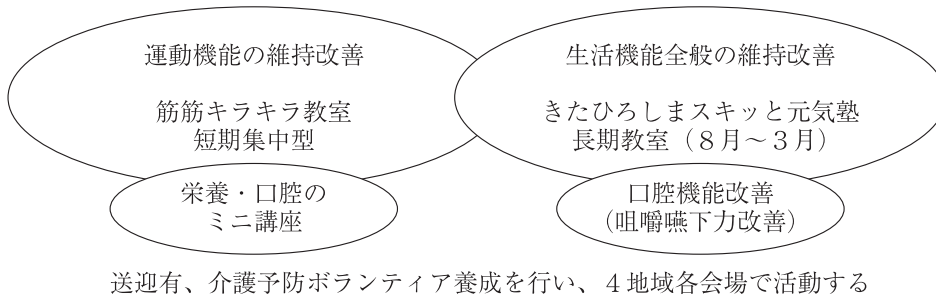 運動機能の維持改善
筋筋キラキラ教室
短期集中型
栄養・口腔の
ミニ講座
生活機能全般の維持改善
きたひろしまスキッと元気塾
長期教室（８月～３月）
口腔機能改善
（咀嚼嚥下力改善）
送迎有、介護予防ボランティア養成を行い、４地域各会場で活動する